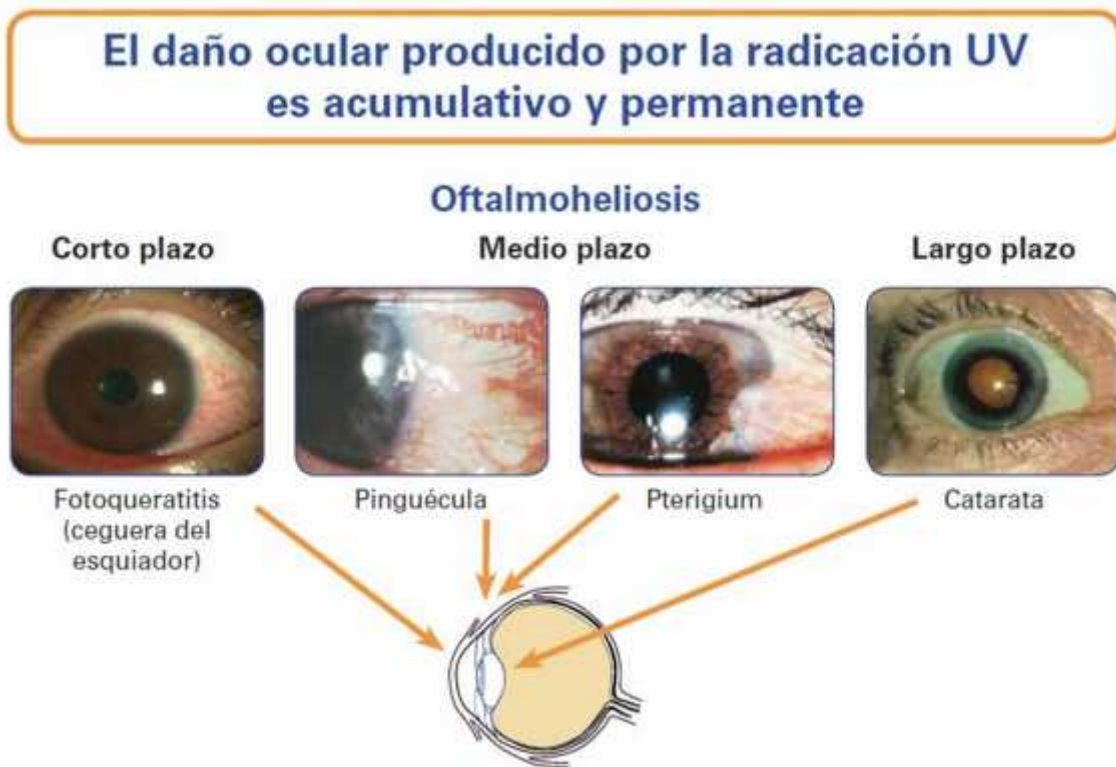 El daño ocular producido por la radicación UV
es acumulativo y permanente
Oftalmoheliosis
Corto plazo
Medio plazo
Largo plazo
Fotoqueratitis
(ceguera del
esquiador)
Pinguécula
Pterigium
Catarata